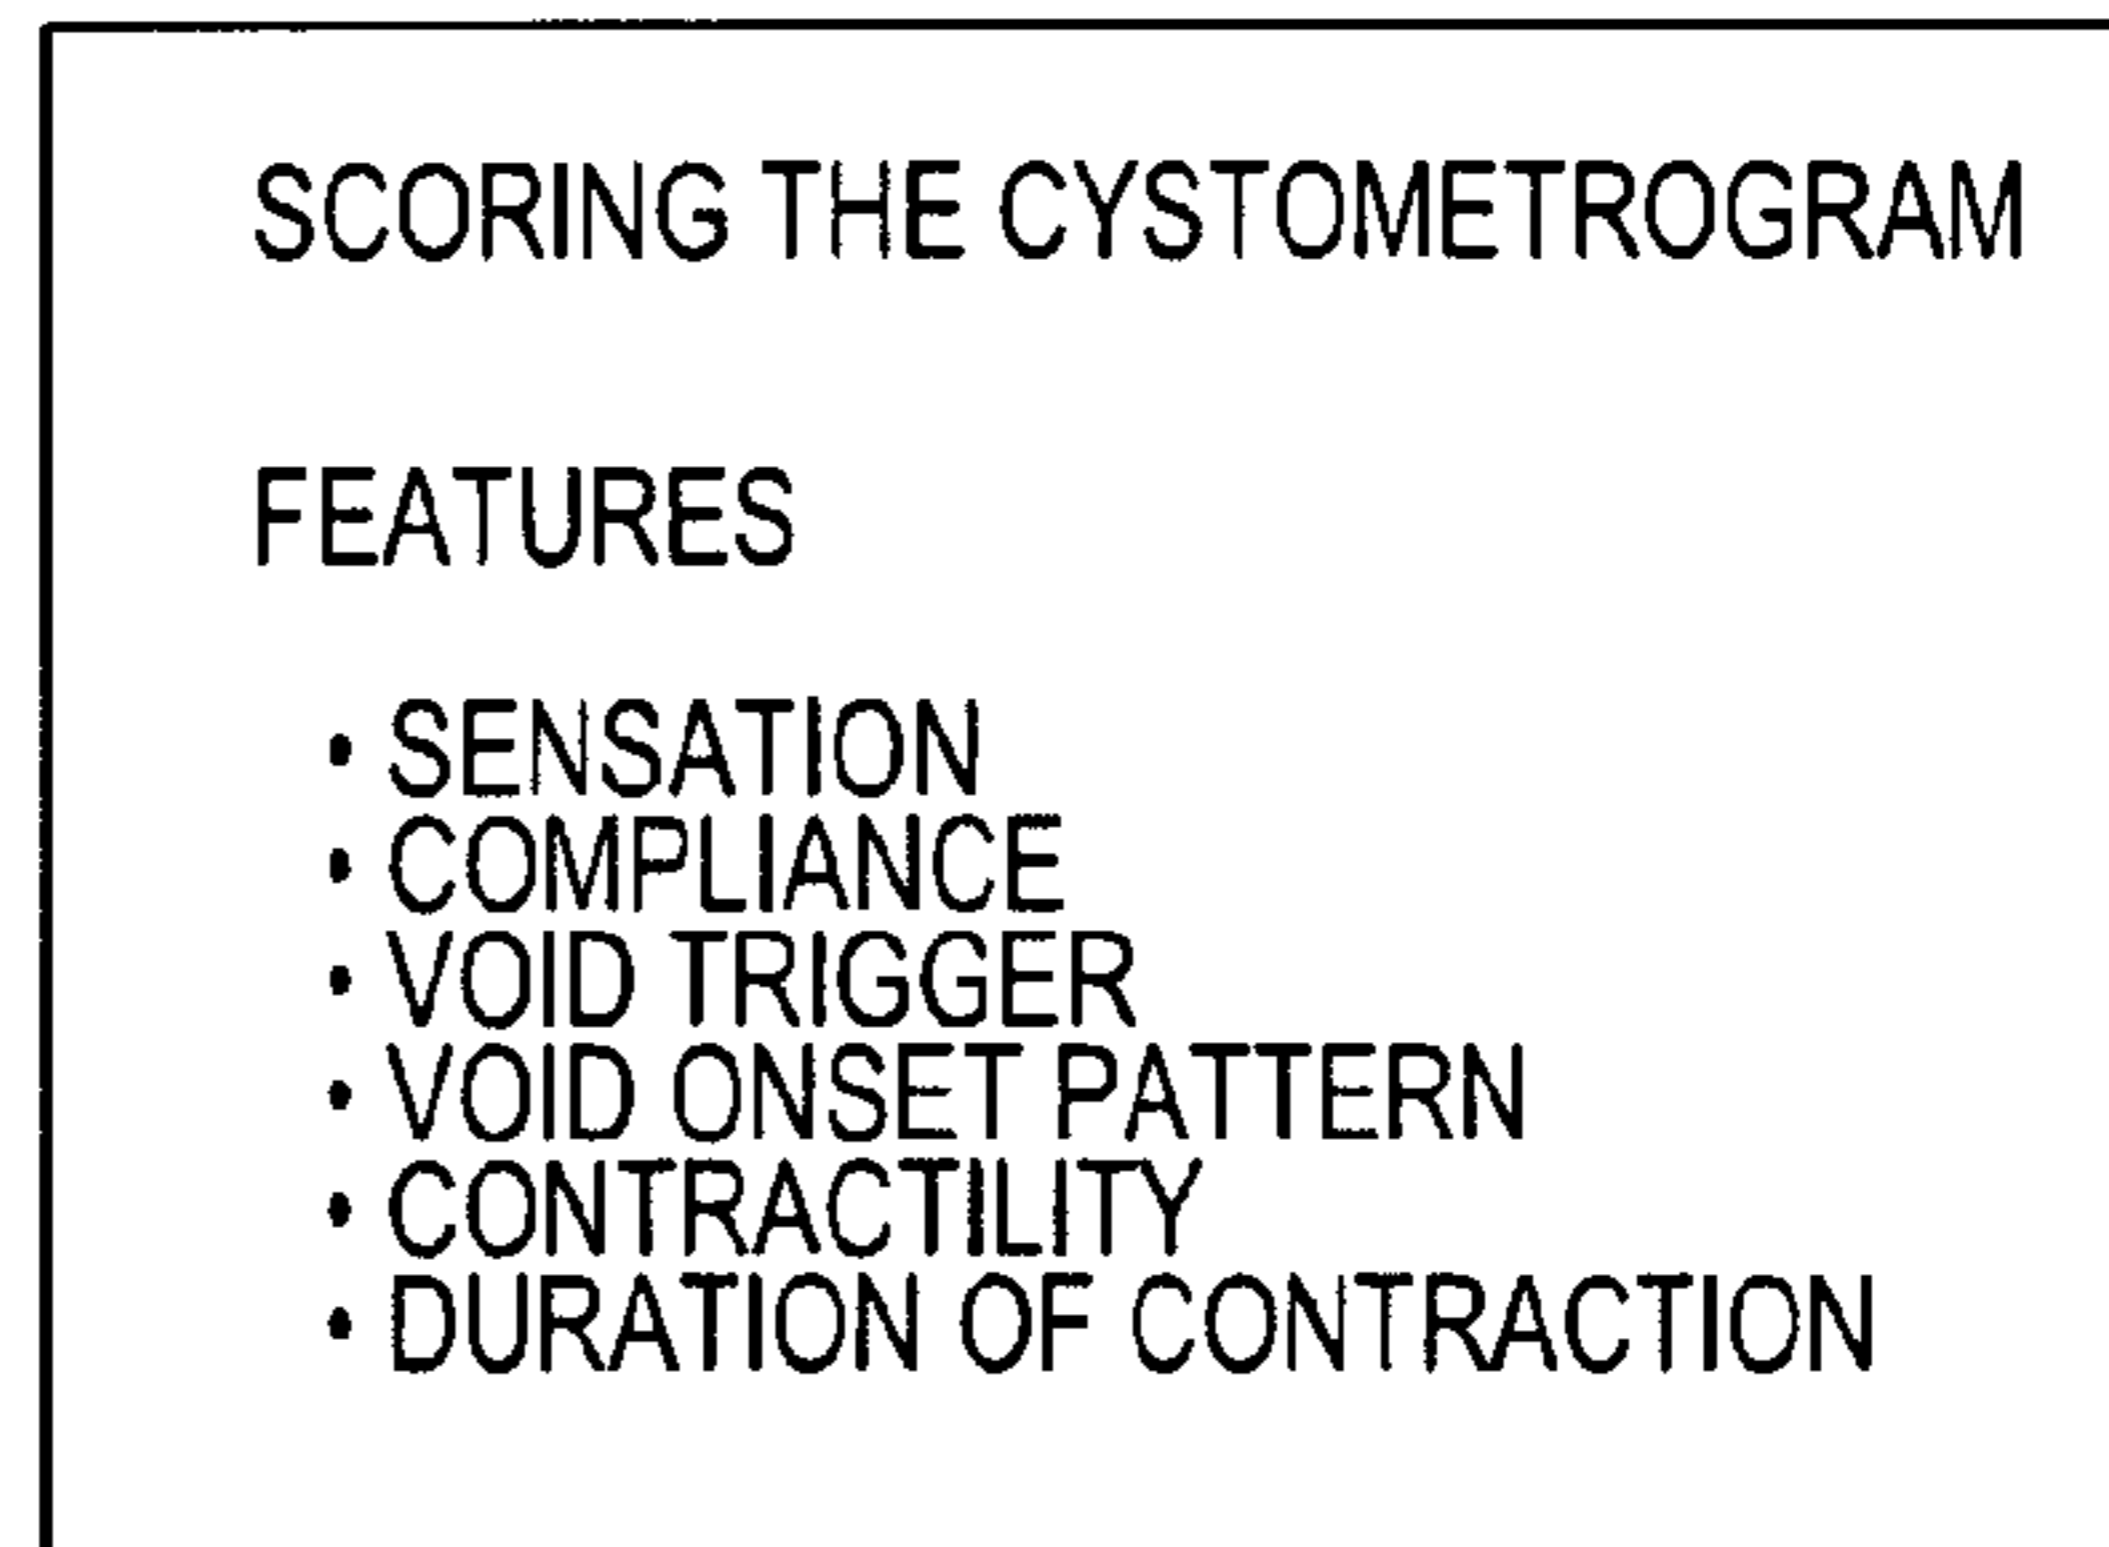 SCORING THE CYSTOMETROGRAM
FEATURES
• SENSATION
• COMPLIANCE
• VOID TRIGGER
• VOID ONSET PATTERN
• CONTRACTILITY
• DURATION OF CONTRACTION